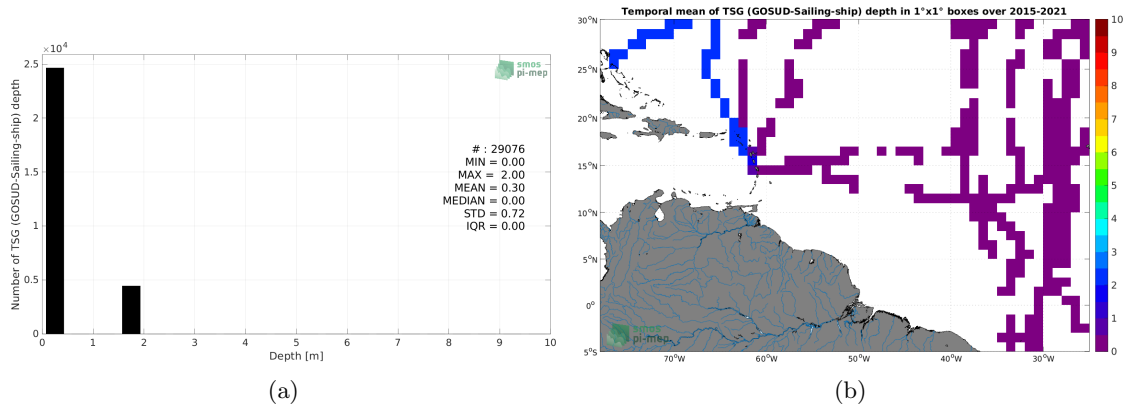 ×10⁴
2.5
2
1.5
1
0.5
0
Number of TSG (GOSUD-Sailing-ship) depth
smos
pi-mep
# : 29076
MIN = 0.00
MAX = 2.00
MEAN = 0.30
MEDIAN = 0.00
STD = 0.72
IQR = 0.00
0 1 2 3 4 5 6 7 8 9 10
Depth [m]
(a)
Temporal mean of TSG (GOSUD-Sailing-ship) depth in 1°x1° boxes over 2015-2021
30°N
25°N
20°N
15°N
10°N
5°N
0°
5°S
70°W 60°W 50°W 40°W 30°W
smos
pi-mep
10
9
8
7
6
5
4
3
2
1
0
(b)